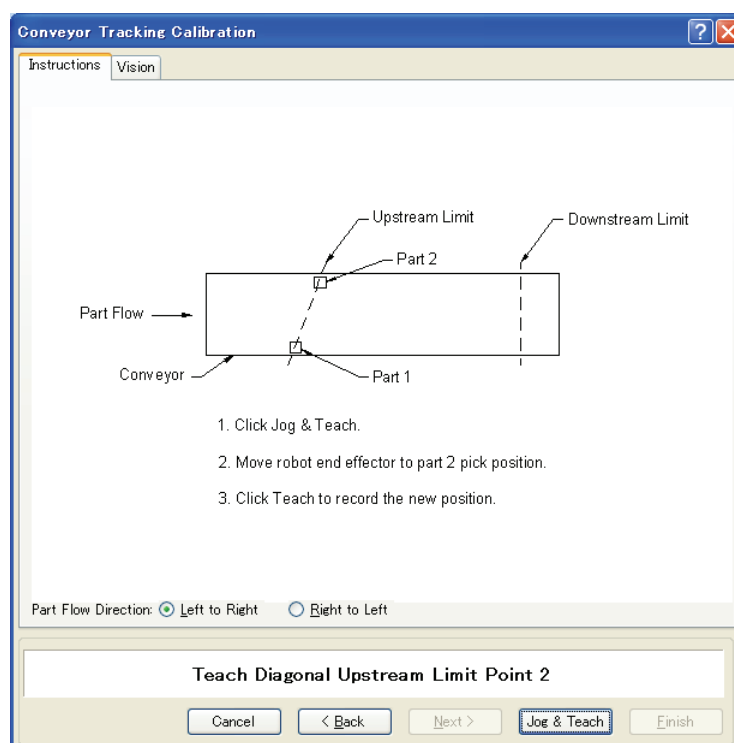 Conveyor Tracking Calibration
Instructions Vision
Upstream Limit
Downstream Limit
Part 2
Part Flow
Conveyor
Part 1
1. Click Jog & Teach.
2. Move robot end effector to part 2 pick position.
3. Click Teach to record the new position.
Part Flow Direction: Left to Right Right to Left
Teach Diagonal Upstream Limit Point 2
Cancel < Back Next > Jog & Teach Finish